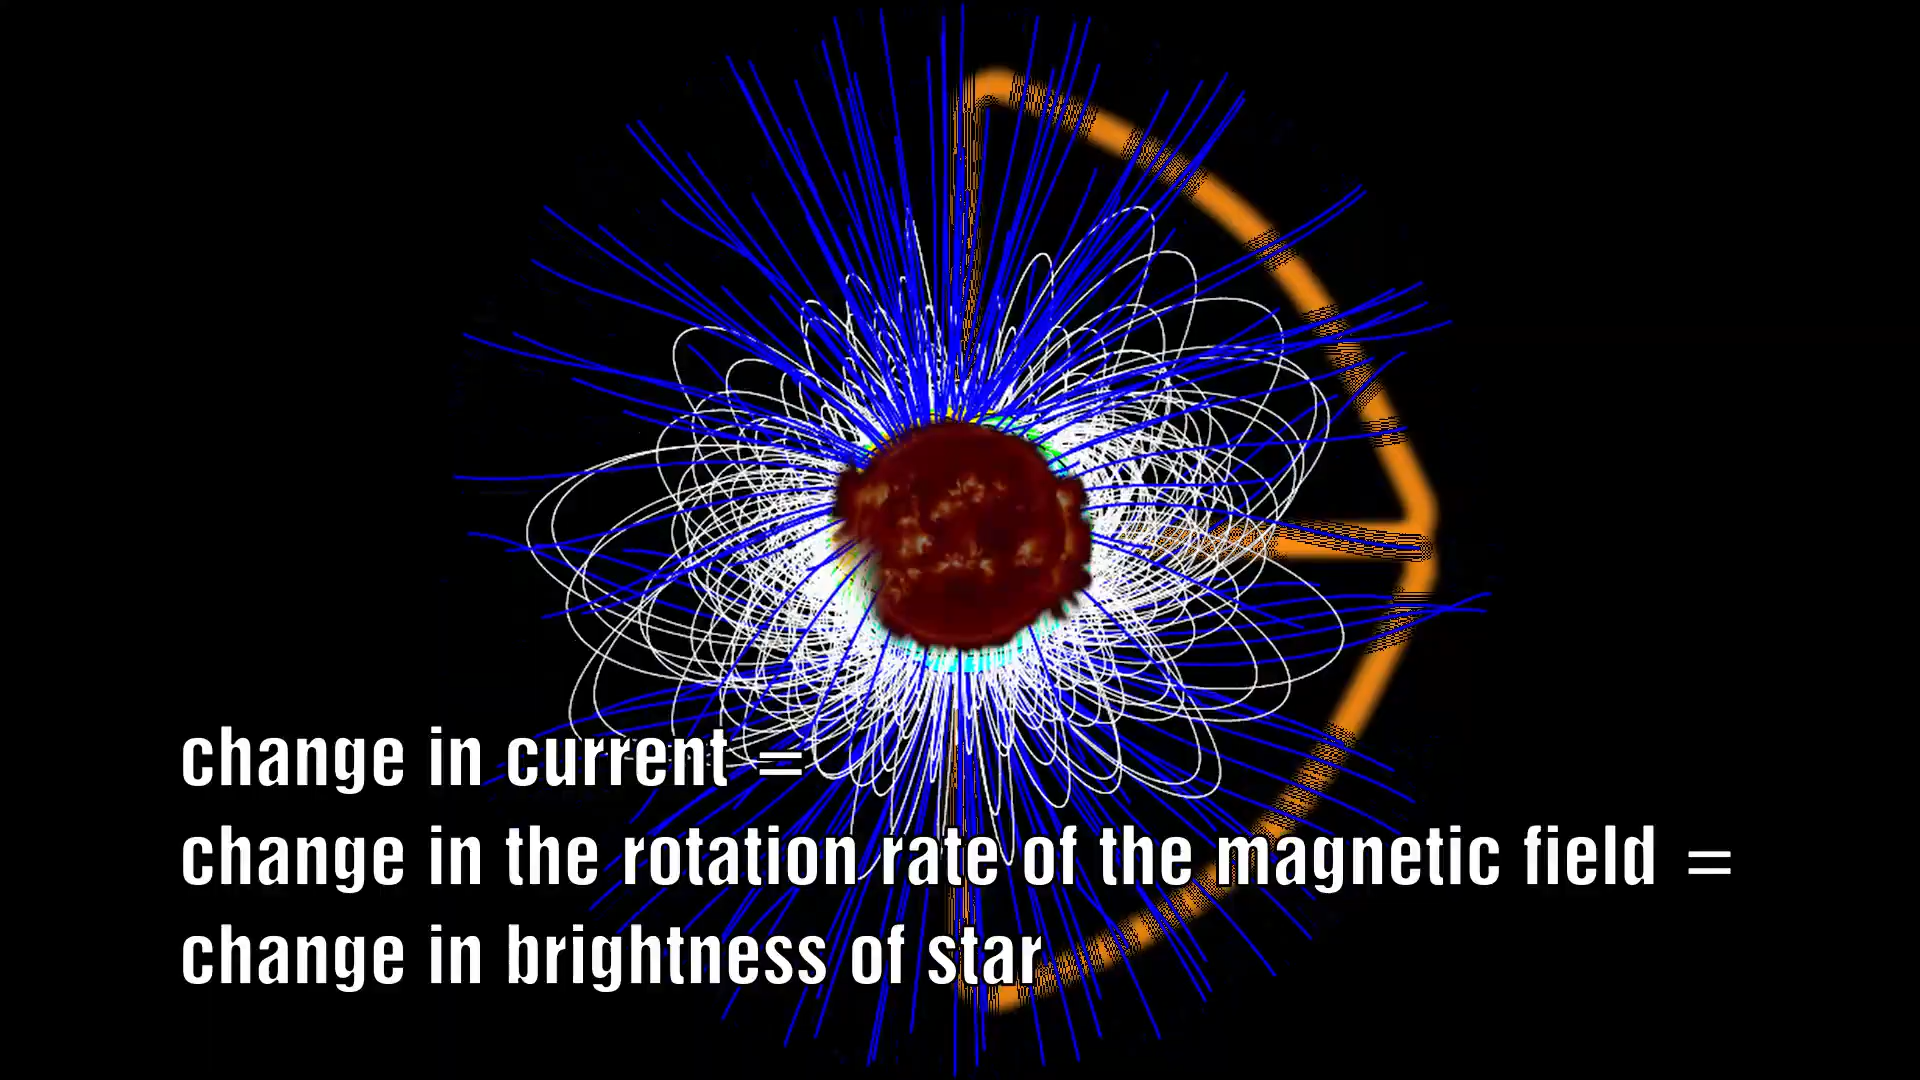 change in current =
change in the rotation rate of the magnetic field =
change in brightness of star